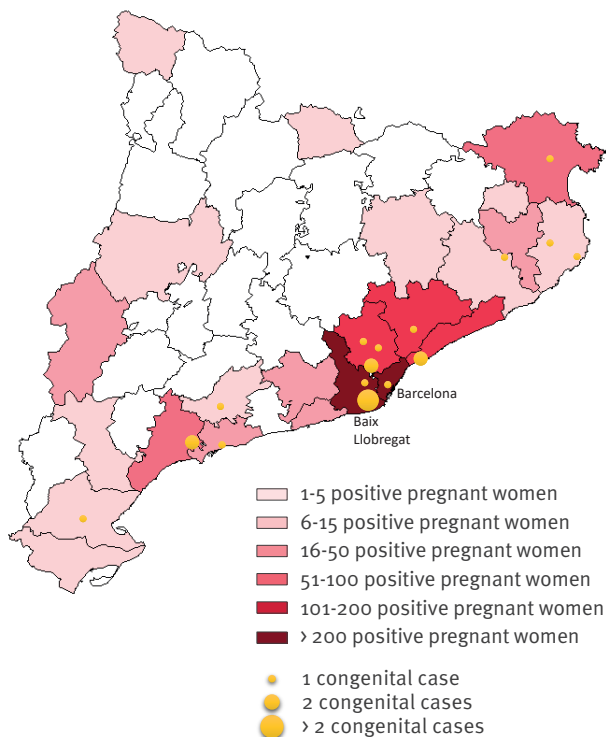 Barcelona
Baix
Llobregat
1-5 positive pregnant women
6-15 positive pregnant women
16-50 positive pregnant women
51-100 positive pregnant women
101-200 positive pregnant women
> 200 positive pregnant women
1 congenital case
2 congenital cases
> 2 congenital cases